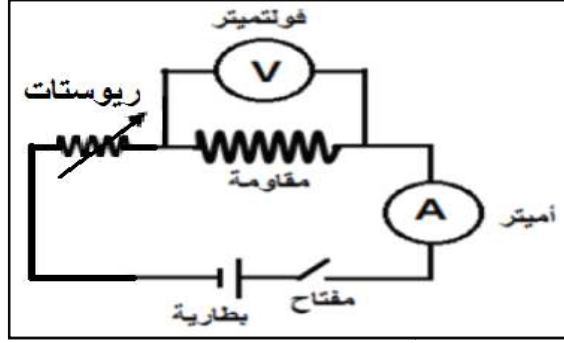 فولتميتر
V
ريوستات
مقاومة
A
أميتر
مفتاح
بطارية